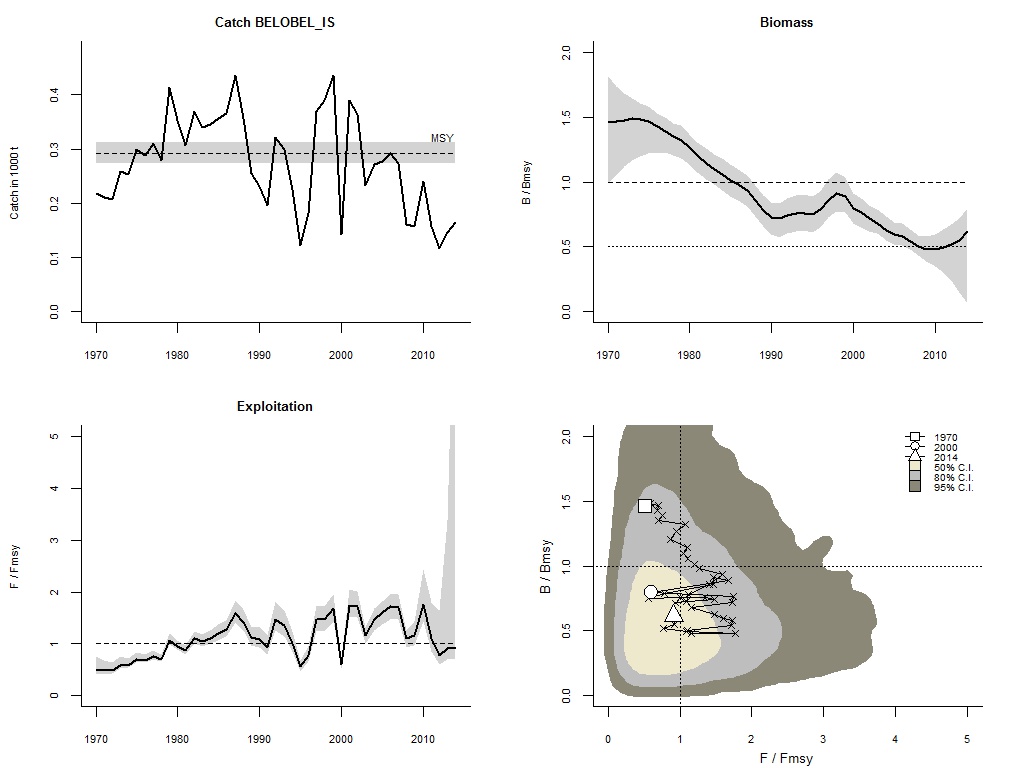 Catch BELOBEL_IS
Catch in 1000 t
0.0 0.1 0.2 0.3 0.4
MSY
1970 1980 1990 2000 2010
Biomass
B / Bmsy
0.0 0.5 1.0 1.5 2.0
1970 1980 1990 2000 2010
Exploitation
F / Fmsy
0 1 2 3 4 5
1970 1980 1990 2000 2010
B / Bmsy
0.0 0.5 1.0 1.5 2.0
1970
2000
2014
50% C.I.
80% C.I.
95% C.I.
0 1 2 3 4 5
F / Fmsy